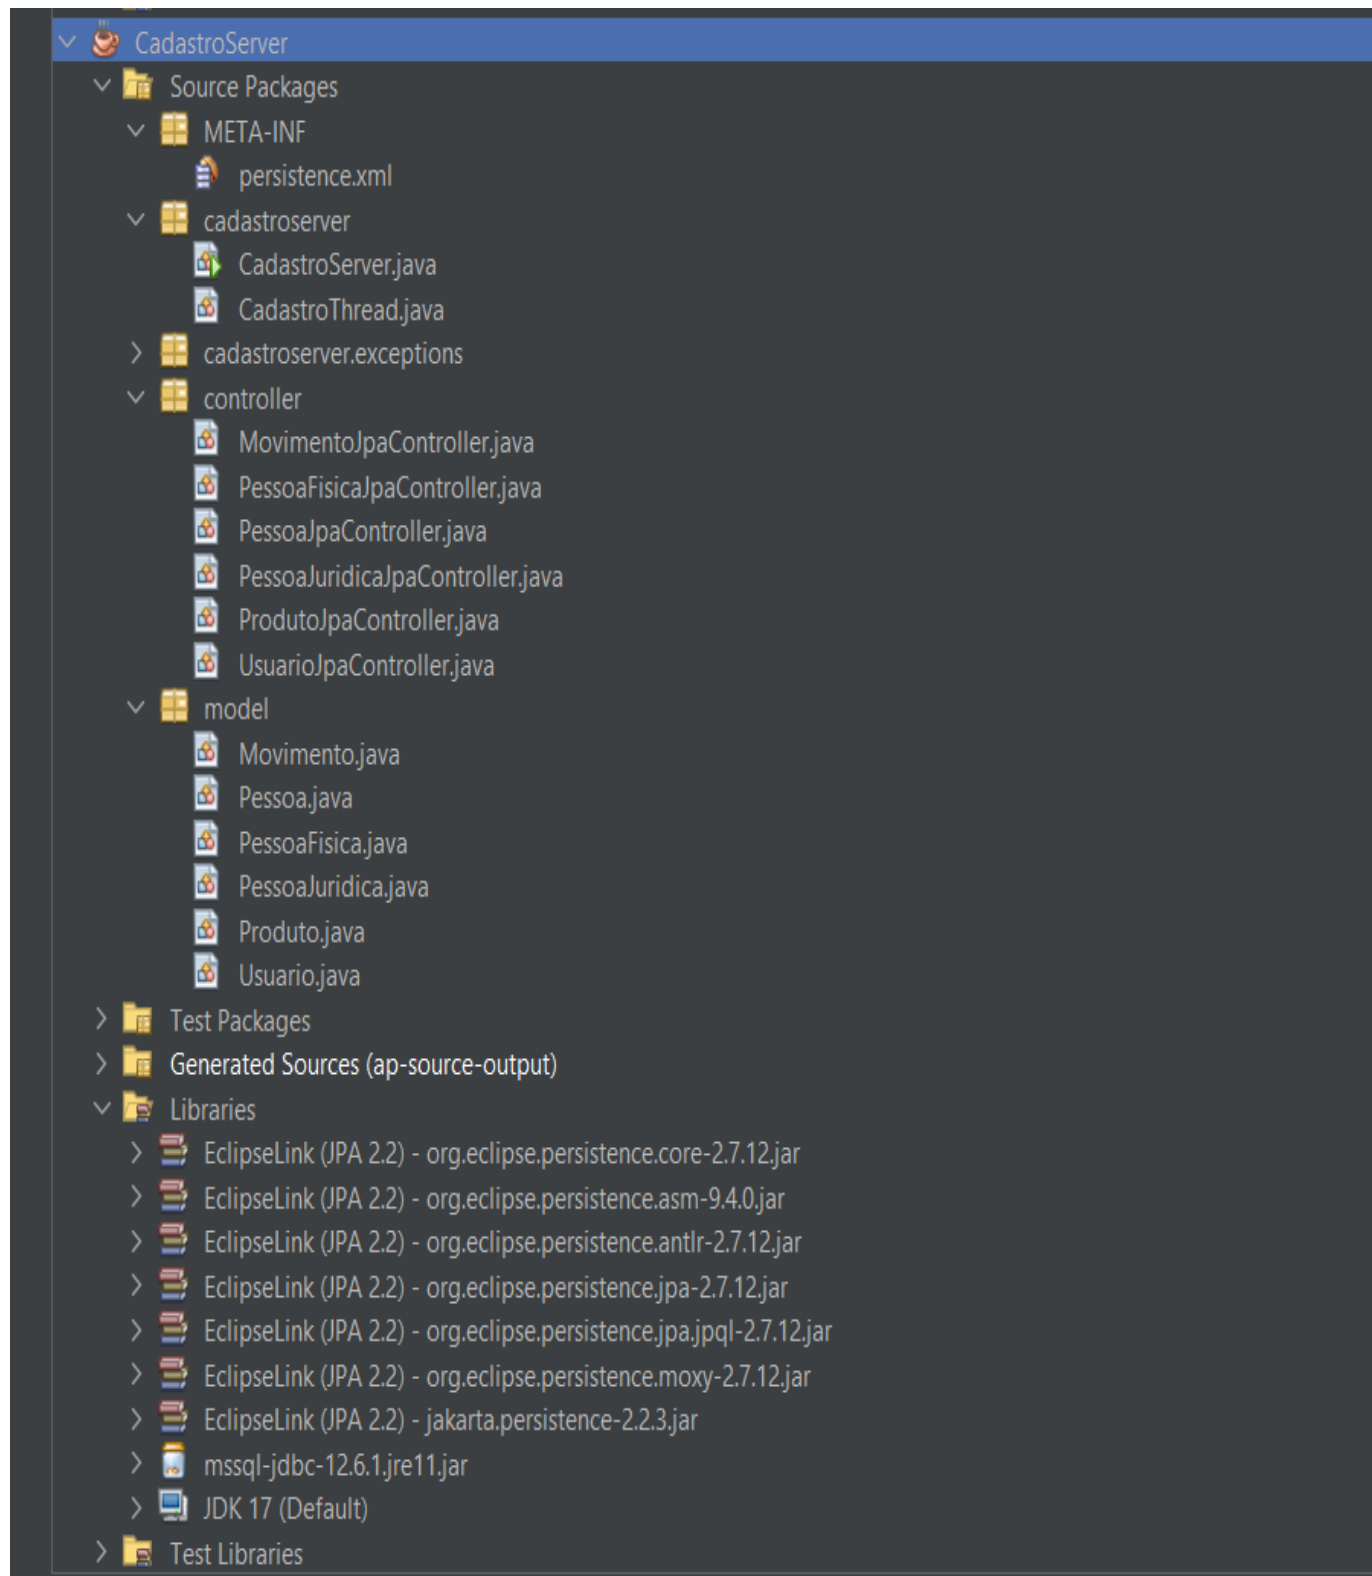 CadastroServer
Source Packages
META-INF
persistence.xml
cadastroserver
CadastroServer.java
CadastroThread.java
cadastroserver.exceptions
controller
MovimentoJpaController.java
PessoaFisicaJpaController.java
PessoaJpaController.java
PessoaJuridicaJpaController.java
ProdutoJpaController.java
UsuarioJpaController.java
model
Movimento.java
Pessoa.java
PessoaFisica.java
PessoaJuridica.java
Produto.java
Usuario.java
Test Packages
Generated Sources (ap-source-output)
Libraries
EclipseLink (JPA 2.2) - org.eclipse.persistence.core-2.7.12.jar
EclipseLink (JPA 2.2) - org.eclipse.persistence.asm-9.4.0.jar
EclipseLink (JPA 2.2) - org.eclipse.persistence.antlr-2.7.12.jar
EclipseLink (JPA 2.2) - org.eclipse.persistence.jpa-2.7.12.jar
EclipseLink (JPA 2.2) - org.eclipse.persistence.jpa.jpql-2.7.12.jar
EclipseLink (JPA 2.2) - org.eclipse.persistence.moxy-2.7.12.jar
EclipseLink (JPA 2.2) - jakarta.persistence-2.2.3.jar
mssql-jdbc-12.6.1.jre11.jar
JDK 17 (Default)
Test Libraries